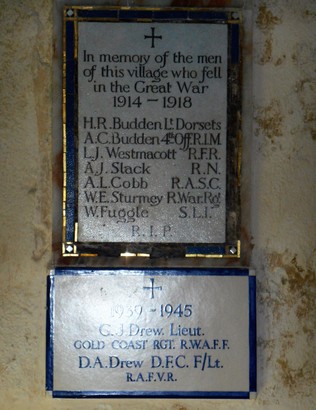 In memory of the men
of this village who fell
in the Great War
1914 - 1918
H.R. Budden Lt Dorsets
A.C. Budden 4th Off. R.I.M.
L.J. Westmacott R.F.R.
A.J. Slack R.N.
A.L. Cobb R.A.S.C.
W.E. Sturmey R.War.Rgt
W. Fuggle S.L.I.
R.I.P.
1939 - 1945
G.J. Drew. Lieut.
GOLD COAST RGT. R.W.A.F.F.
D.A. Drew D.F.C. F/Lt.
R.A.F.V.R.